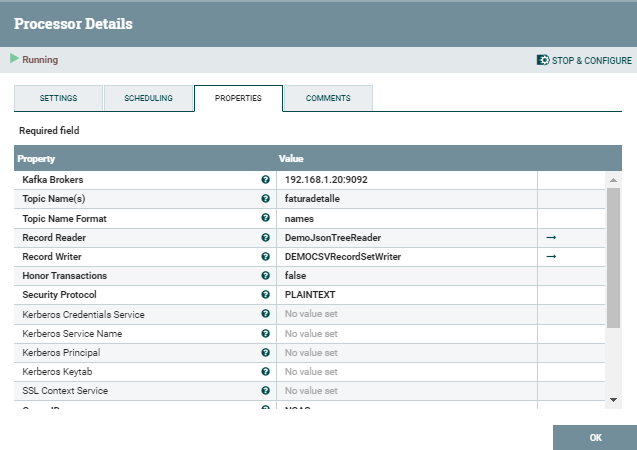 Processor Details
Running
STOP & CONFIGURE
SETTINGS SCHEDULING PROPERTIES COMMENTS
Required field
Property Value
Kafka Brokers 192.168.1.20:9092
Topic Name(s) faturadetalle
Topic Name Format names
Record Reader DemoJsonTreeReader
Record Writer DEMOCSVRecordSetWriter
Honor Transactions false
Security Protocol PLAINTEXT
Kerberos Credentials Service No value set
Kerberos Service Name No value set
Kerberos Principal No value set
Kerberos Keytab No value set
SSL Context Service No value set
OK